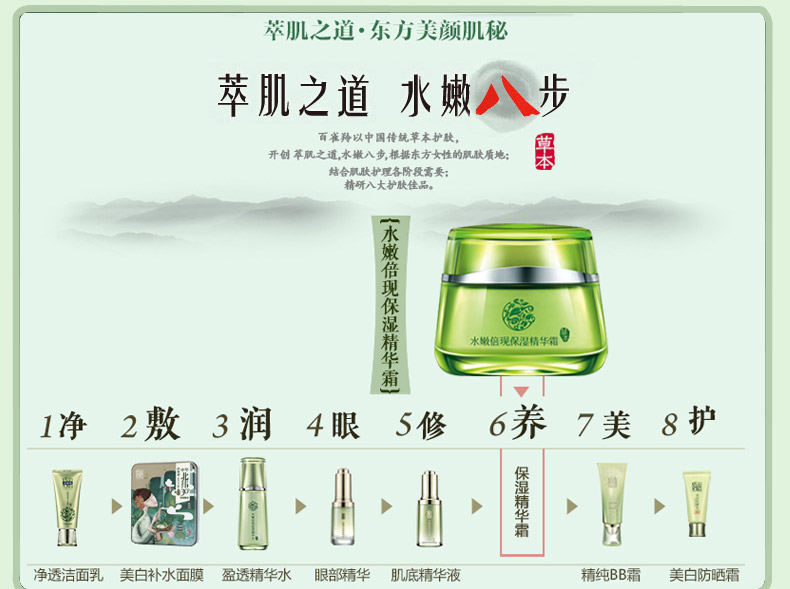 萃肌之道·东方美颜肌秘
萃肌之道 水嫩八步
百雀羚以中国传统草本护肤,
开创 萃肌之道,水嫩八步,根据东方女性的肌肤质地;
结合肌肤护理各阶段需要;
精研八大护肤佳品。
草本
水嫩倍现保湿精华霜
水嫩倍现保湿精华霜
1净 2敷 3润 4眼 5修 6养 7美 8护
保湿精华霜
净透洁面乳 美白补水面膜 盈透精华水 眼部精华 肌底精华液 精纯BB霜 美白防晒霜